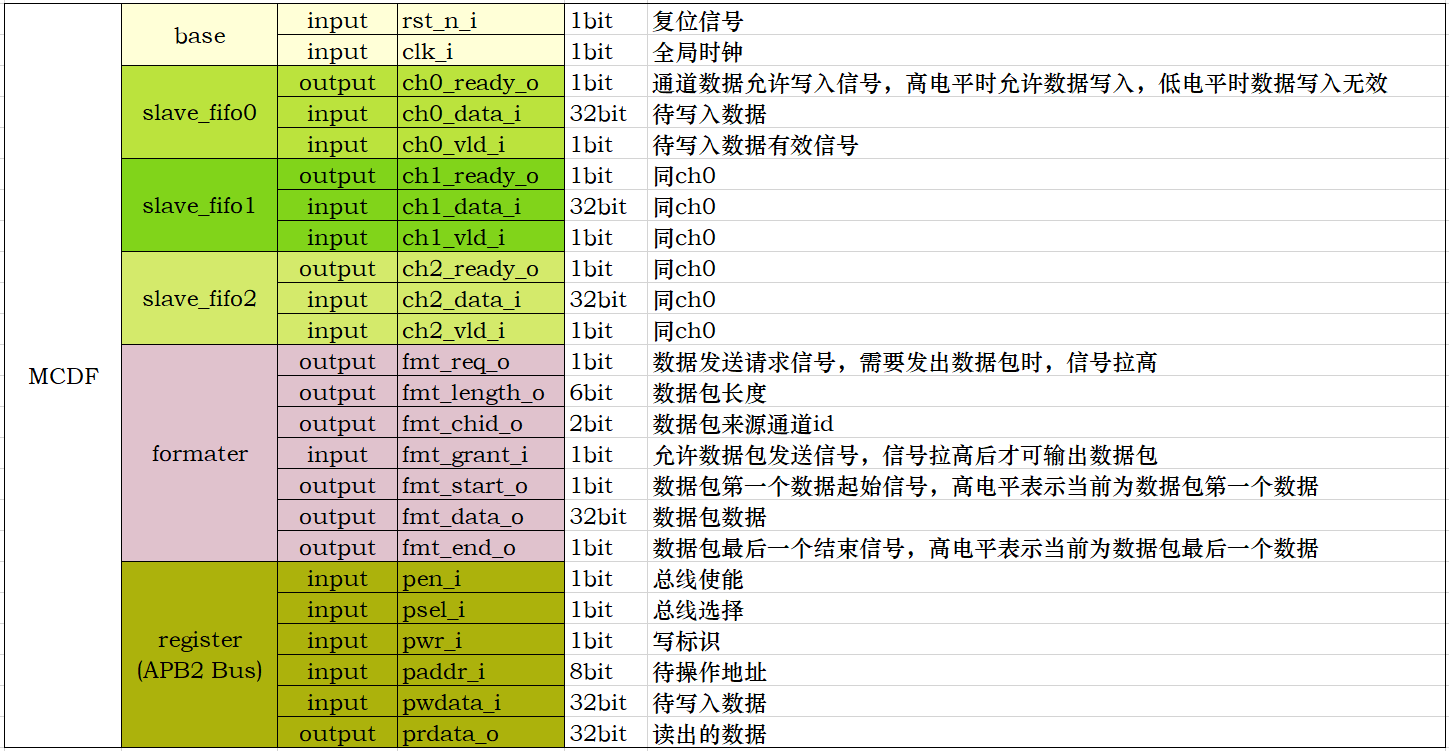 base input rst_n_i 1bit 复位信号
input clk_i 1bit 全局时钟
slave_fifo0 output ch0_ready_o 1bit 通道数据允许写入信号，高电平时允许数据写入，低电平时数据写入无效
input ch0_data_i 32bit 待写入数据
input ch0_vld_i 1bit 待写入数据有效信号
slave_fifo1 output ch1_ready_o 1bit 同ch0
input ch1_data_i 32bit 同ch0
input ch1_vld_i 1bit 同ch0
slave_fifo2 output ch2_ready_o 1bit 同ch0
input ch2_data_i 32bit 同ch0
input ch2_vld_i 1bit 同ch0
MCDF
formater output fmt_req_o 1bit 数据发送请求信号，需要发出数据包时，信号拉高
output fmt_length_o 6bit 数据包长度
output fmt_chid_o 2bit 数据包来源通道id
input fmt_grant_i 1bit 允许数据包发送信号，信号拉高后才可输出数据包
output fmt_start_o 1bit 数据包第一个数据起始信号，高电平表示当前为数据包第一个数据
output fmt_data_o 32bit 数据包数据
output fmt_end_o 1bit 数据包最后一个结束信号，高电平表示当前为数据包最后一个数据
register
(APB2 Bus) input pen_i 1bit 总线使能
input psel_i 1bit 总线选择
input pwr_i 1bit 写标识
input paddr_i 8bit 待操作地址
input pwdata_i 32bit 待写入数据
output prdata_o 32bit 读出的数据